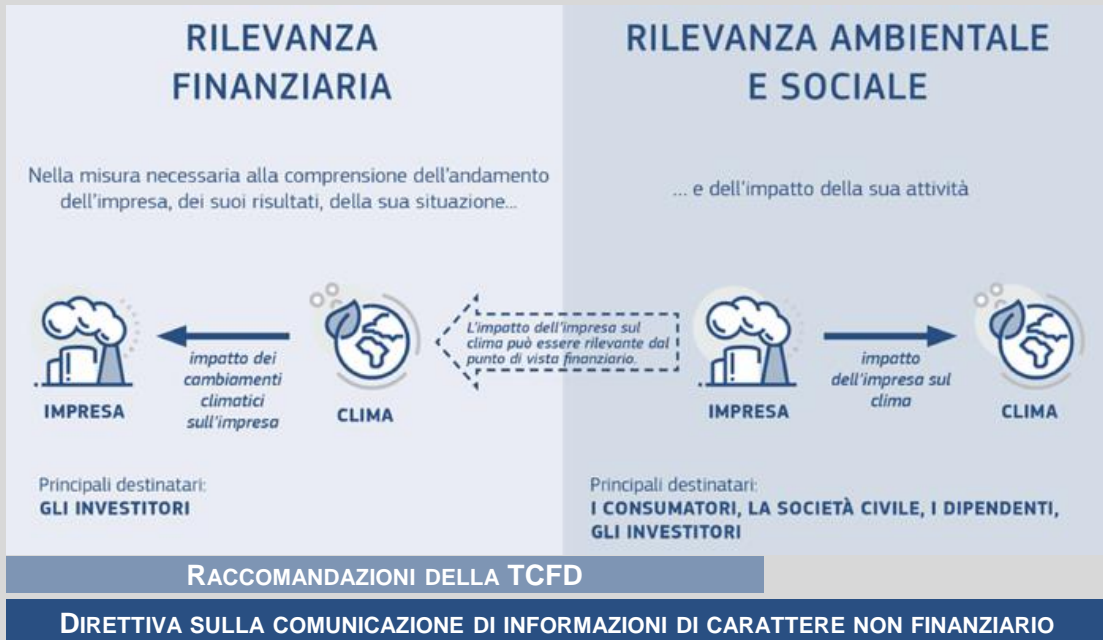 RILEVANZA
FINANZIARIA
Nella misura necessaria alla comprensione dell'andamento
dell'impresa, dei suoi risultati, della sua situazione...
impatto dei
cambiamenti
climatici
sull'impresa
IMPRESA
CLIMA
L'impatto dell'impresa sul
clima può essere rilevante dal
punto di vista finanziario.
Principali destinatari:
GLI INVESTITORI
RILEVANZA AMBIENTALE
E SOCIALE
... e dell'impatto della sua attività
impatto
dell'impresa sul
clima
IMPRESA
CLIMA
Principali destinatari:
I CONSUMATORI, LA SOCIETÀ CIVILE, I DIPENDENTI,
GLI INVESTITORI
RACCOMANDAZIONI DELLA TCFD
DIRETTIVA SULLA COMUNICAZIONE DI INFORMAZIONI DI CARATTERE NON FINANZIARIO